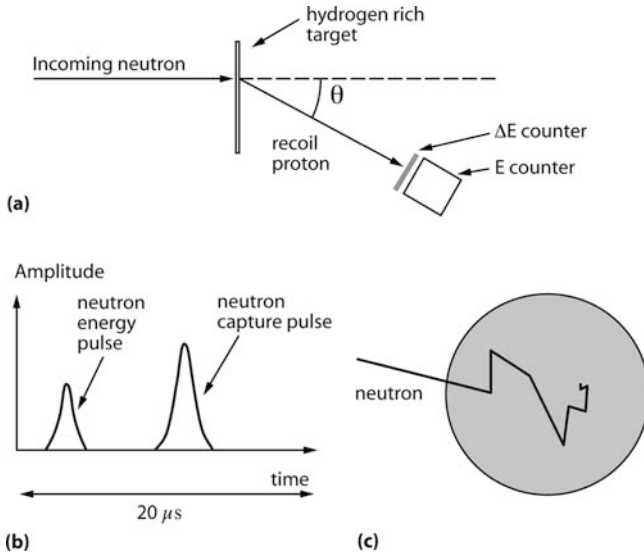 hydrogen rich
target
Incoming neutron
θ
recoil
proton
ΔE counter
E counter
(a)
Amplitude
neutron
energy
pulse
neutron
capture pulse
time
20 μs
(b)
neutron
(c)